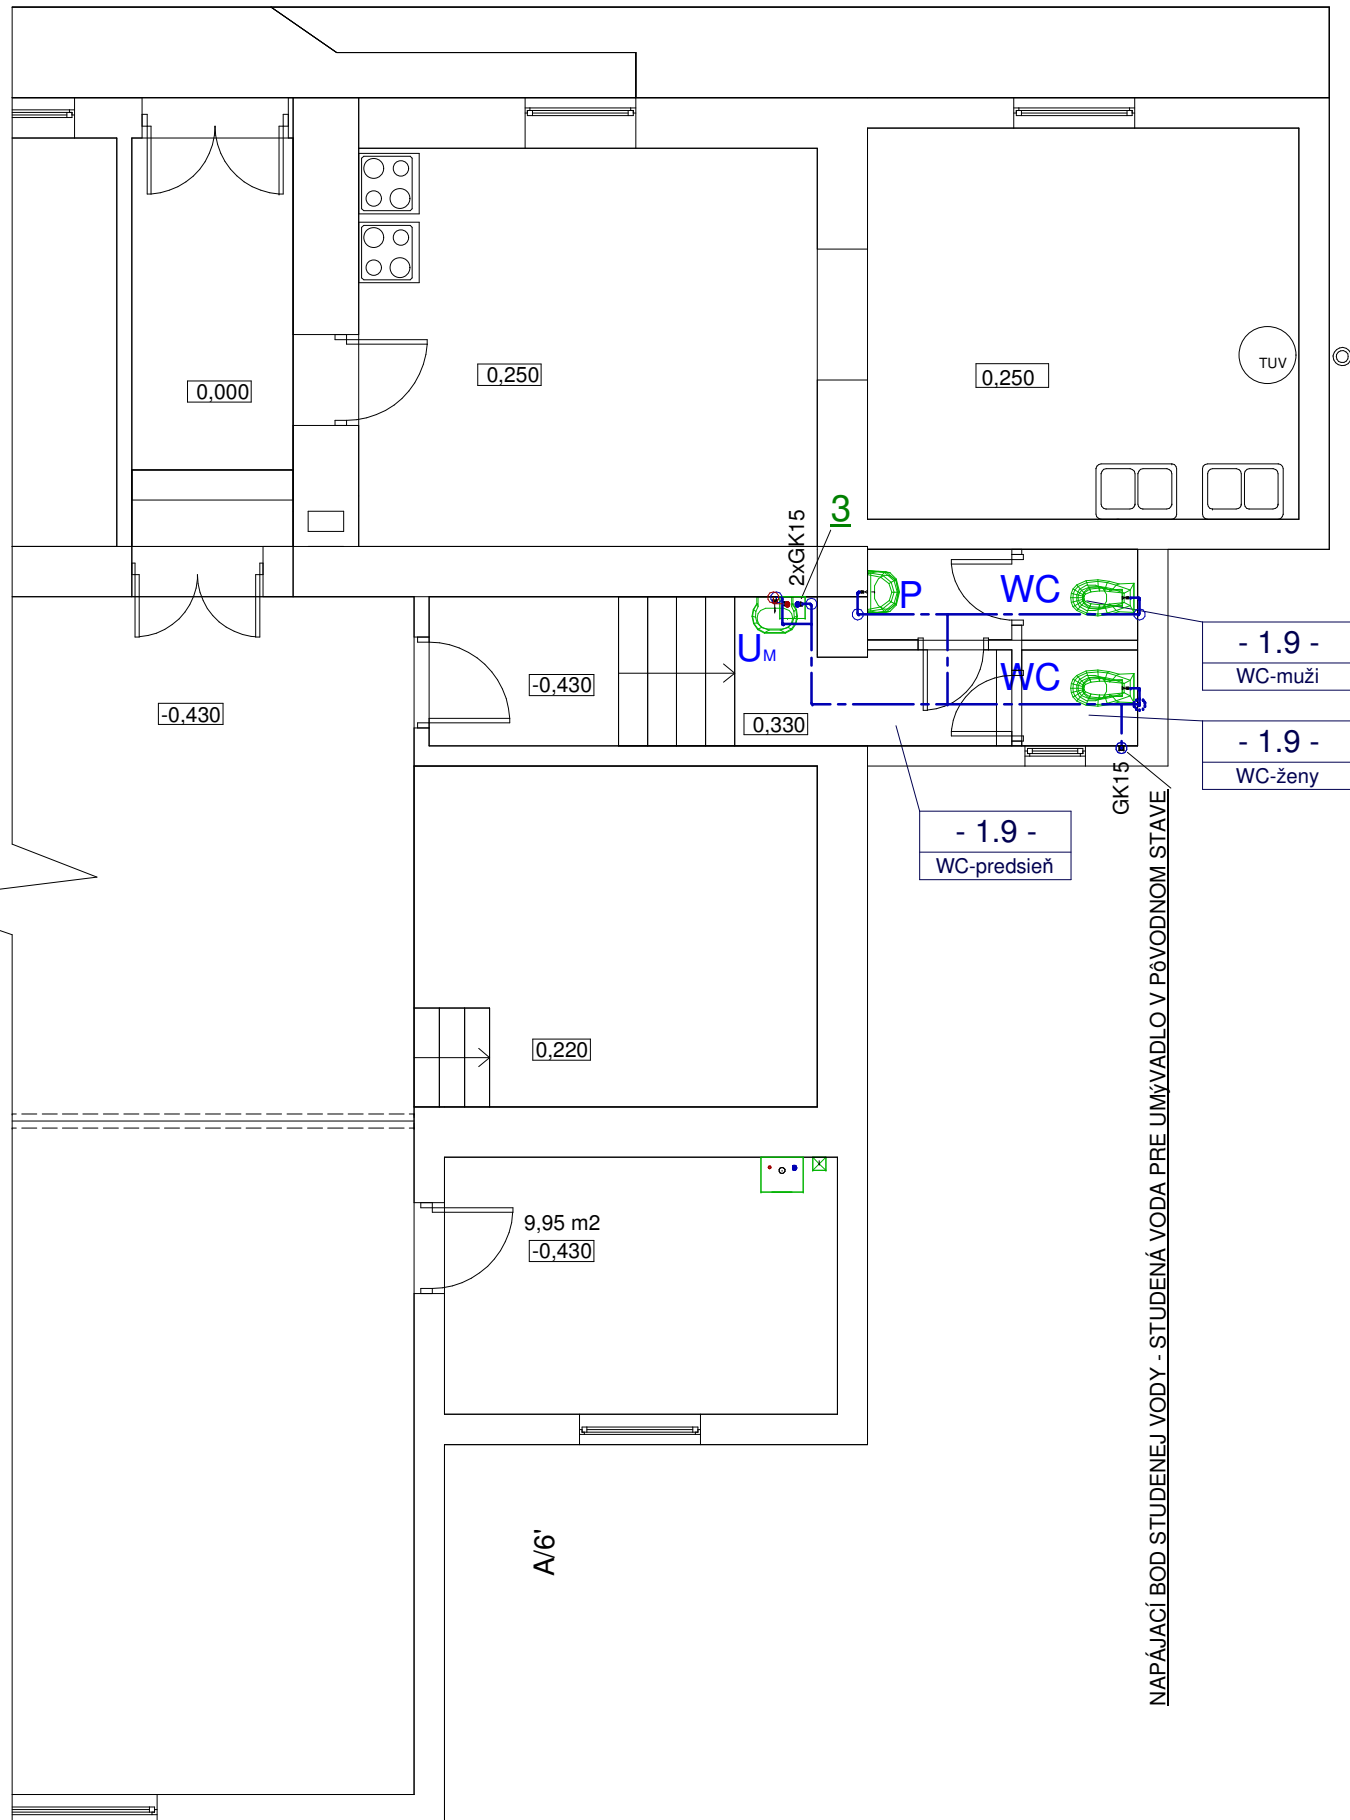 0,000
0,250
0,250
TUV
2xGK15
3
P
WC
UM
WC
- 1.9 -
WC-muži
-0,430
-0,430
0,330
- 1.9 -
WC-ženy
GK15
- 1.9 -
WC-predsieň
NAPÁJACÍ BOD STUDENEJ VODY - STUDENÁ VODA PRE UMÝVADLO V PôVODNOM STAVE
0,220
9,95 m2
-0,430
A/6'